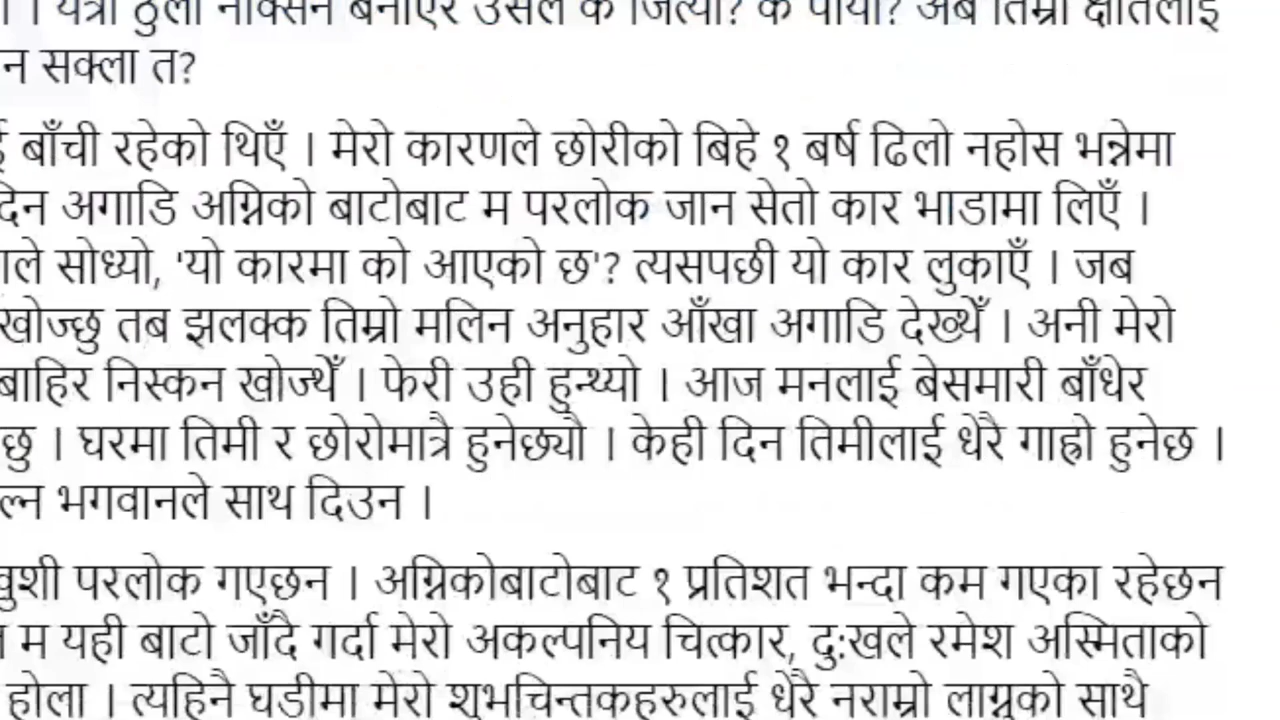 । यत्रो ठुलो नोक्सन बनाएर उसले के जित्यो? के पायो? अब तिम्रो क्षतिलाई
न सक्ला त?
बाँची रहेको थिएँ । मेरो कारणले छोरीको बिहे १ बर्ष ढिलो नहोस भन्नेमा
दिन अगाडि अग्निको बाटोबाट म परलोक जान सेतो कार भाडामा लिएँ ।
ले सोध्यो, 'यो कारमा को आएको छ'? त्यसपछी यो कार लुकाएँ । जब
खोज्छु तब झलक्क तिम्रो मलिन अनुहार आँखा अगाडि देख्थेँ । अनी मेरो
बाहिर निस्कन खोज्थेँ । फेरी उही हुन्थ्यो । आज मनलाई बेसमारी बाँधेर
छु । घरमा तिमी र छोरोमात्रै हुनेछ्यौ । केही दिन तिमीलाई धेरै गाह्रो हुनेछ ।
ल्न भगवानले साथ दिउन ।
खुशी परलोक गएछन । अग्निकोबाटोबाट १ प्रतिशत भन्दा कम गएका रहेछन
म यही बाटो जाँदै गर्दा मेरो अकल्पनिय चित्कार, दु:खले रमेश अस्मिताको
होला । त्यहिनै घडीमा मेरो शुभचिन्तकहरुलाई धेरै नराम्रो लाग्नुको साथै